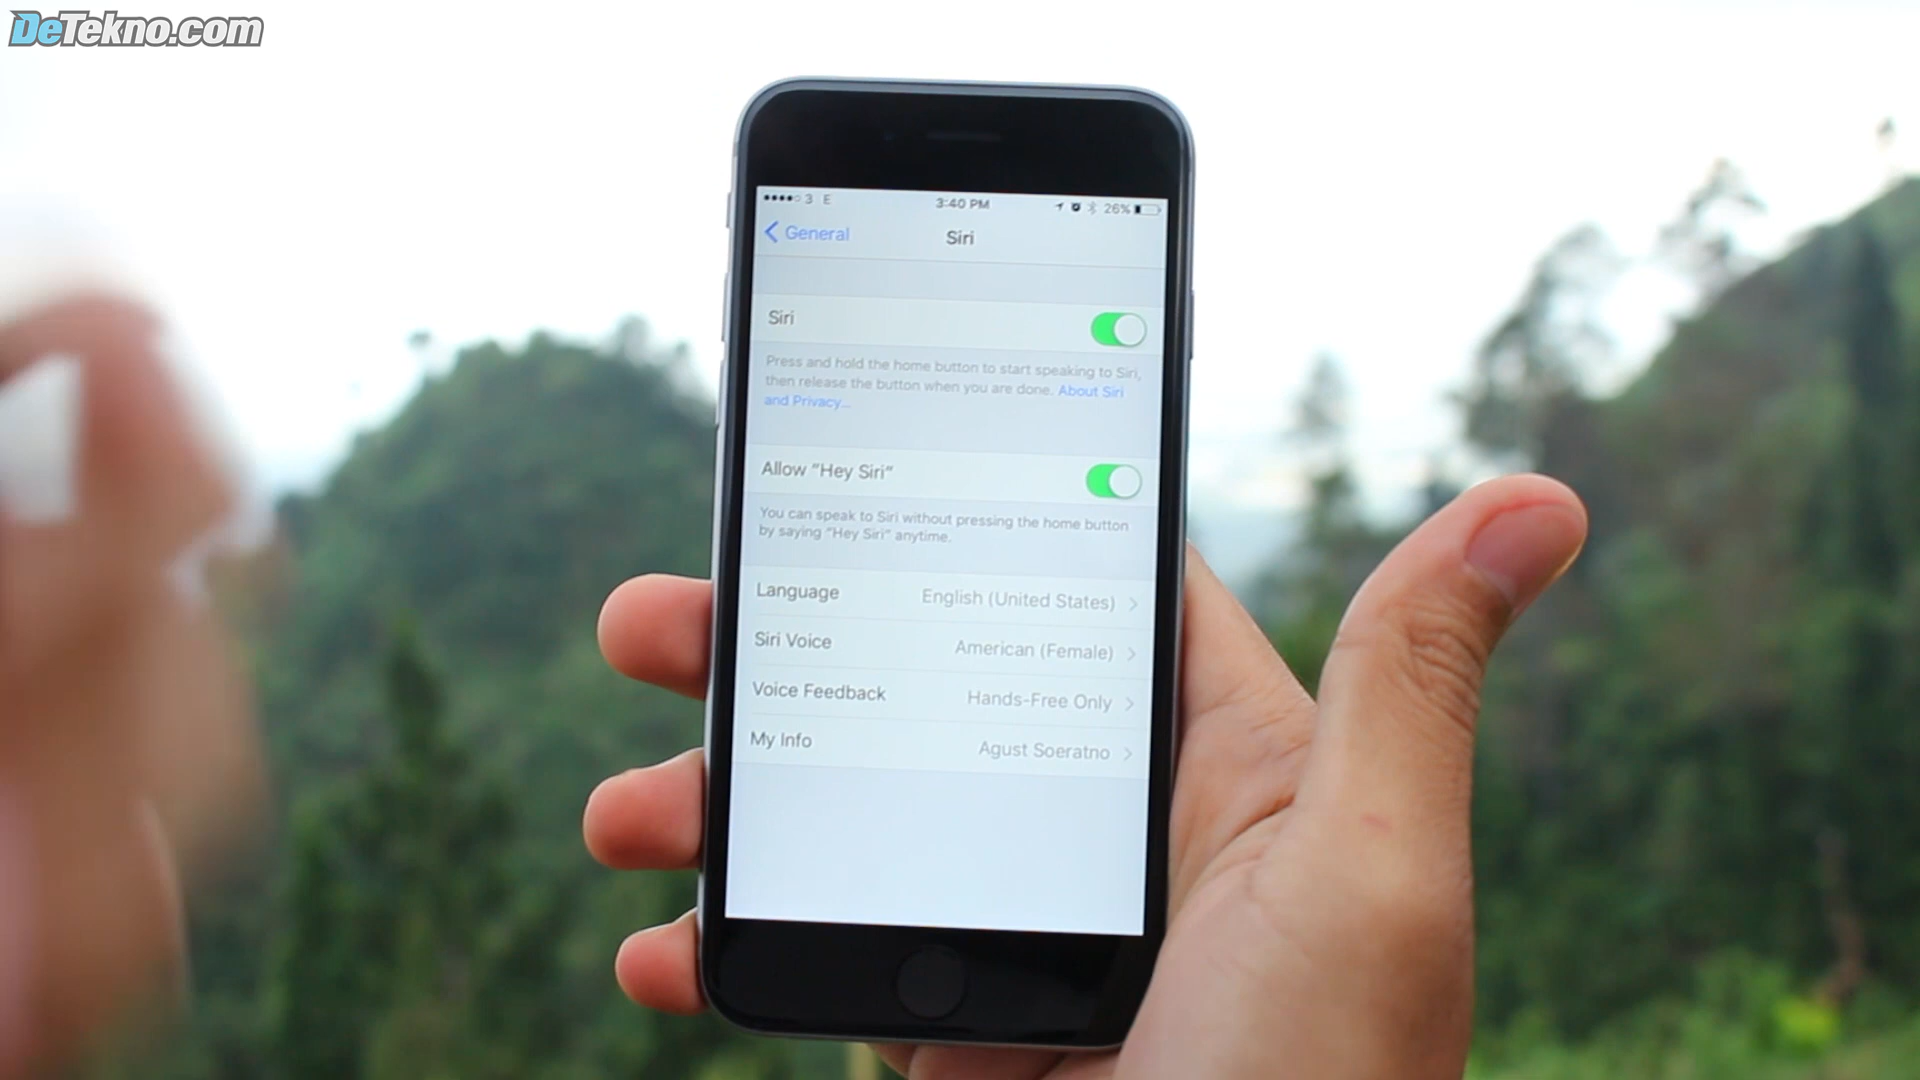 DeTekno.com
3 E 3:40 PM 26%
General Siri
Siri
Press and hold the home button to start speaking to Siri,
then release the button when you are done. About Siri
and Privacy...
Allow “Hey Siri”
You can speak to Siri without pressing the home button
by saying “Hey Siri” anytime.
Language English (United States)
Siri Voice American (Female)
Voice Feedback Hands-Free Only
My Info Agust Soeratno